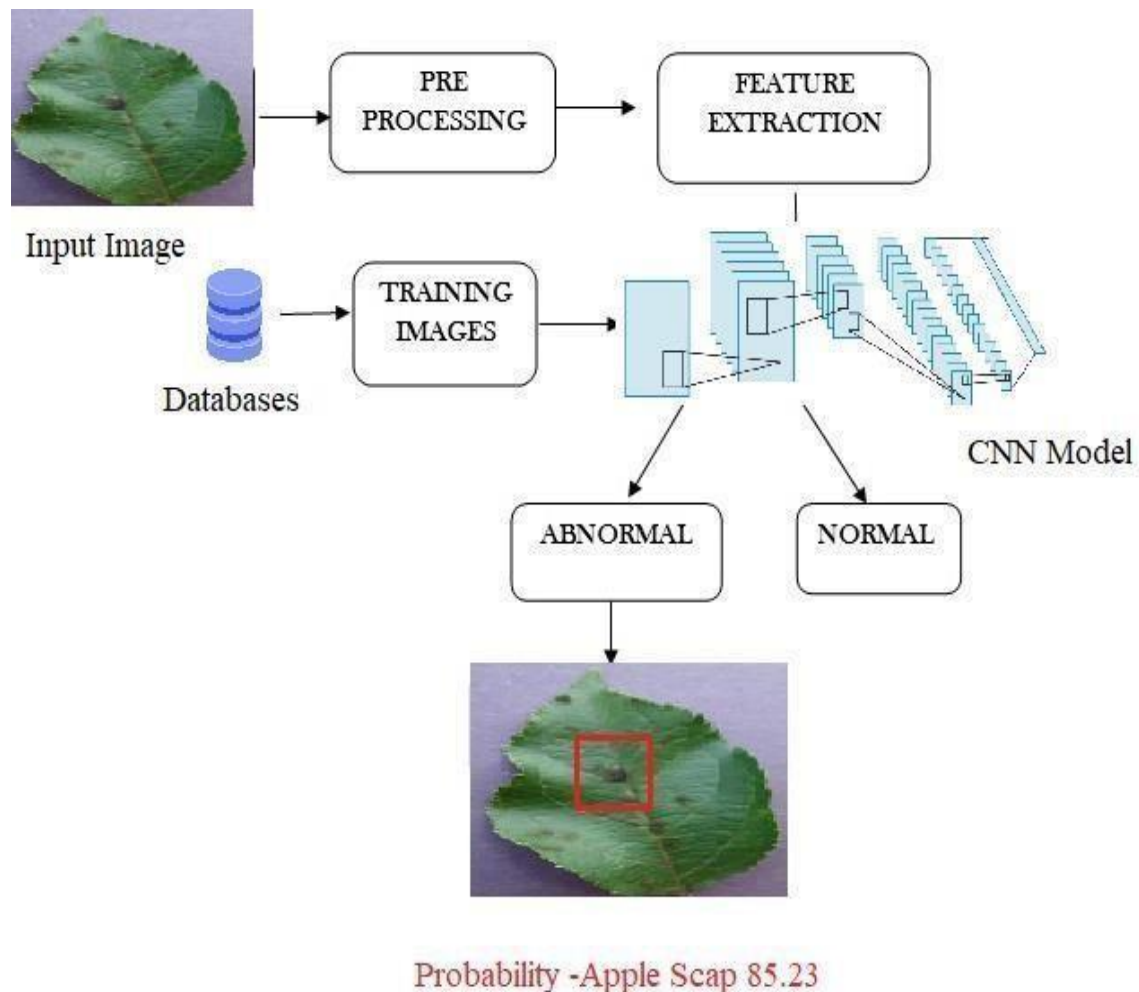 PRE
PROCESSING
FEATURE
EXTRACTION
Input Image
TRAINING
IMAGES
Databases
CNN Model
ABNORMAL
NORMAL
Probability -Apple Scap 85.23